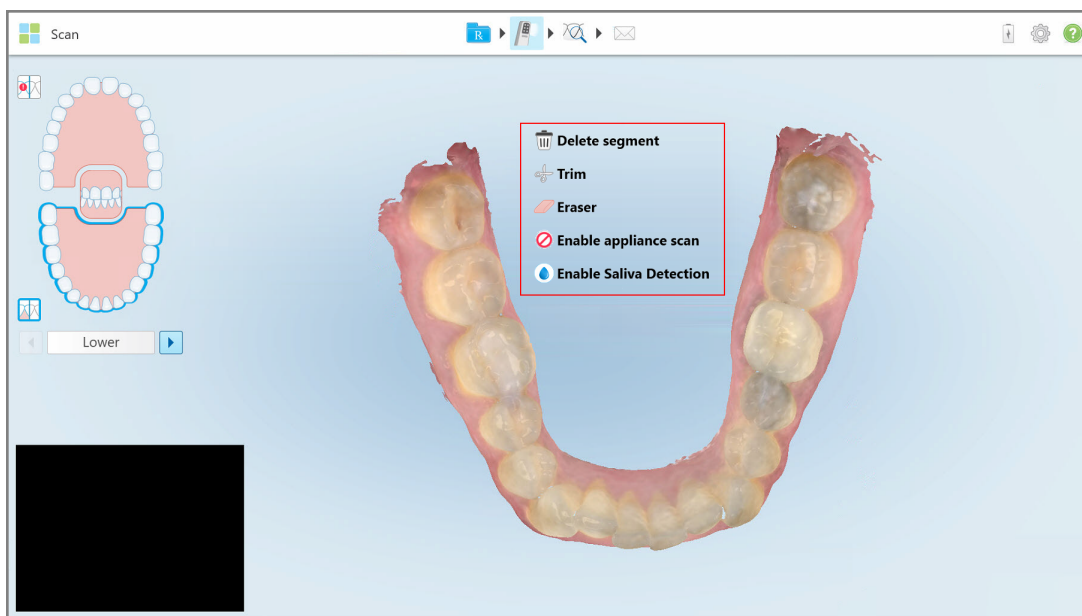 Scan
R
?
Delete segment
Trim
Eraser
Enable appliance scan
Enable Saliva Detection
Lower